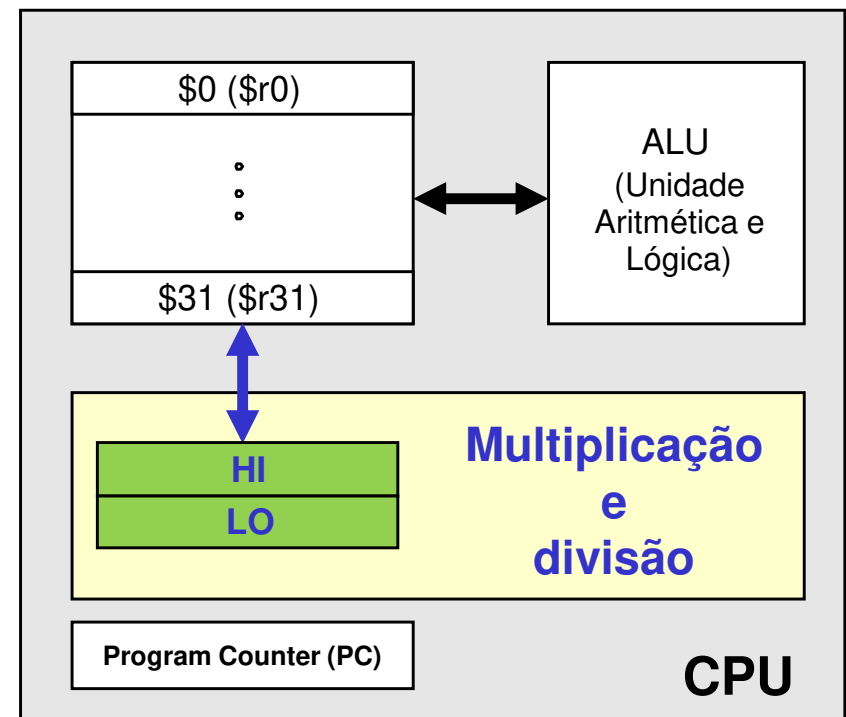 $0 ($r0)
$31 ($r31)
ALU
(Unidade
Aritmética e
Lógica)
HI
LO
Multiplicação
e
divisão
Program Counter (PC)
CPU